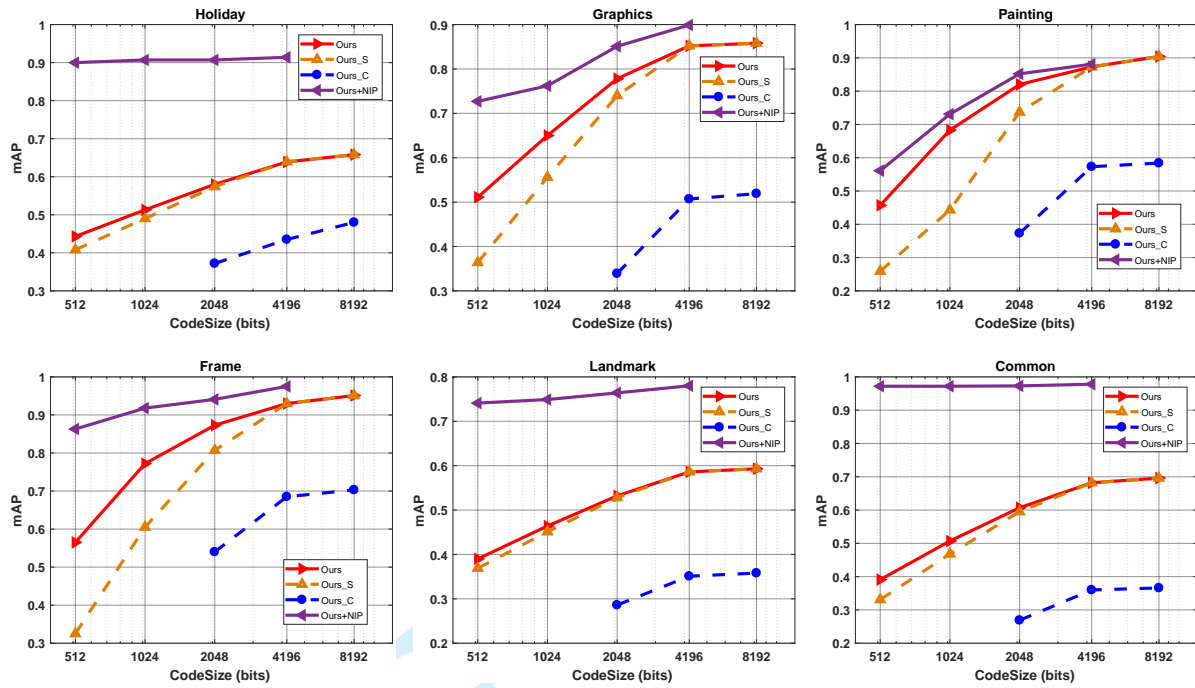 Holiday
1
0.9
0.8
0.7
0.6
0.5
0.4
0.3
mAP
512 1024 2048 4196 8192
CodeSize (bits)
Ours
Ours_S
Ours_C
Ours+NIP
Graphics
0.9
0.8
0.7
0.6
0.5
0.4
0.3
mAP
512 1024 2048 4196 8192
CodeSize (bits)
Ours
Ours_S
Ours_C
Ours+NIP
Painting
1
0.9
0.8
0.7
0.6
0.5
0.4
0.3
0.2
mAP
512 1024 2048 4196 8192
CodeSize (bits)
Ours
Ours_S
Ours_C
Ours+NIP
Frame
1
0.9
0.8
0.7
0.6
0.5
0.4
0.3
mAP
512 1024 2048 4196 8192
CodeSize (bits)
Ours
Ours_S
Ours_C
Ours+NIP
Landmark
0.8
0.7
0.6
0.5
0.4
0.3
0.2
mAP
512 1024 2048 4196 8192
CodeSize (bits)
Ours
Ours_S
Ours_C
Ours+NIP
Common
1
0.9
0.8
0.7
0.6
0.5
0.4
0.3
0.2
mAP
512 1024 2048 4196 8192
CodeSize (bits)
Ours
Ours_S
Ours_C
Ours+NIP